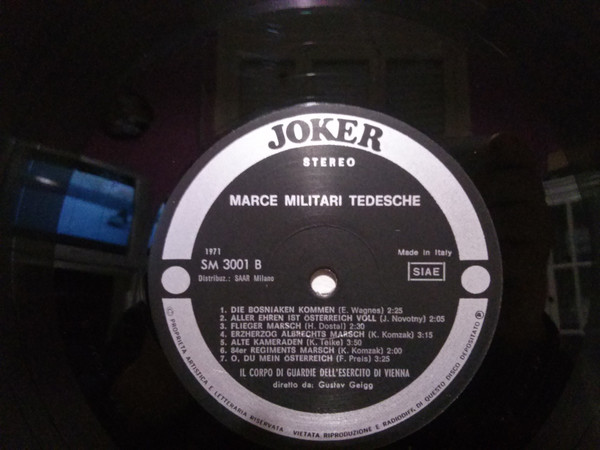 JOKER
STEREO
MARCE MILITARI TEDESCHE
1971
SM 3001 B
Distribuz.: SAAR Milano
Made in Italy
SIAE
1. DIE BOSNIAKEN KOMMEN (E. Wagnes) 2:25
2. ALLER EHREN IST ÖSTERREICH VOLL (J. Novotny) 2:05
3. FLIEGER MARSCH (H. Dostal) 2:30
4. ERZHERZOG ALBRECHTS MARSCH (K. Komzak) 3:15
5. ALTE KAMERADEN (K. Teike) 3:50
6. 84er REGIMENTS MARSCH (K. Komzak) 2:00
7. O, DU MEIN ÖSTERREICH (F. Preis) 3:21
IL CORPO DI GUARDIE DELL'ESERCITO DI VIENNA
diretto da: Gustav Geigg
© PROPRIETÀ ARTISTICA E LETTERARIA RISERVATA VIETATA RIPRODUZIONE E RADIODIFF. DI QUESTO DISCO DEPOSITATO ℗